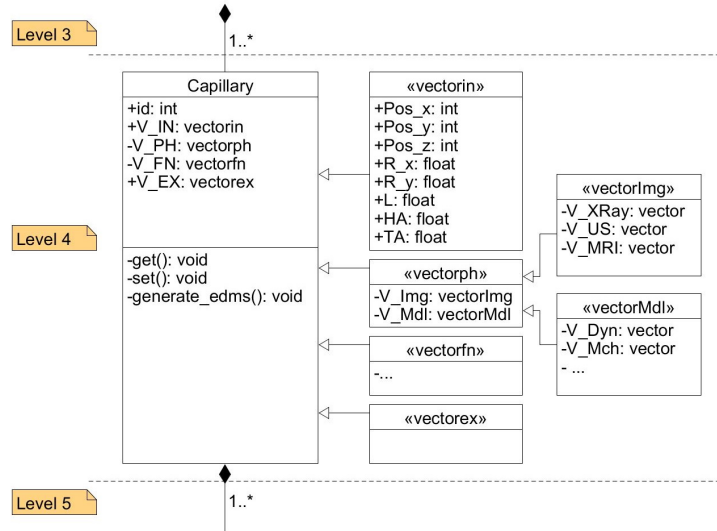 Level 3
1..*
Capillary
+id: int
+V_IN: vectorin
-V_PH: vectorph
-V_FN: vectorfn
+V_EX: vectorex
-get(): void
-set(): void
-generate_edms(): void
«vectorin»
+Pos_x: int
+Pos_y: int
+Pos_z: int
+R_x: float
+R_y: float
+L: float
+HA: float
+TA: float
«vectorImg»
-V_XRay: vector
-V_US: vector
-V_MRI: vector
Level 4
«vectorph»
-V_Img: vectorImg
-V_Mdl: vectorMdl
«vectorMdl»
-V_Dyn: vector
-V_Mch: vector
- ...
«vectorfn»
-...
«vectorex»
Level 5
1..*